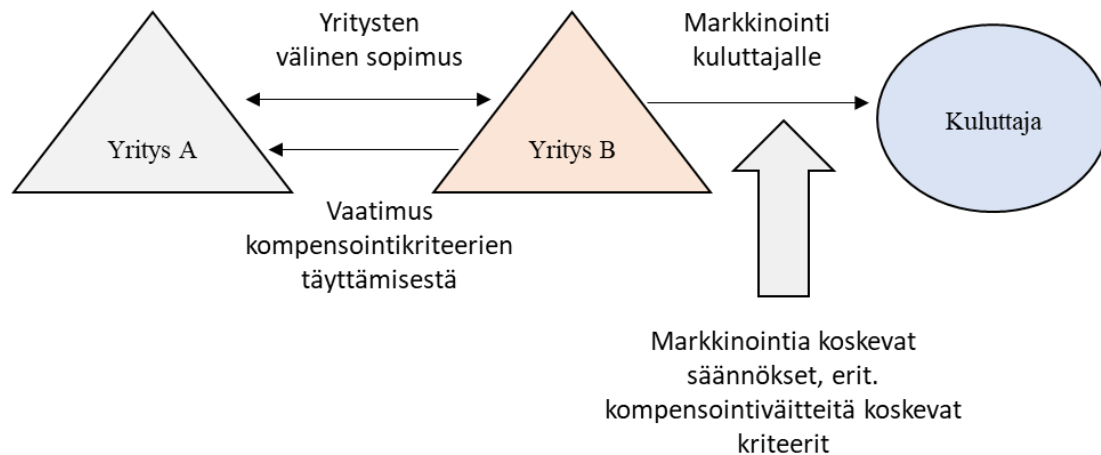 Yritysten
välinen sopimus
Markkinointi
kuluttajalle
Yritys A
Yritys B
Kuluttaja
Vaatimus
kompensointikriteerien
täyttämisestä
Markkinointia koskevat
säännökset, erit.
kompensointiväitteitä koskevat
kriteerit